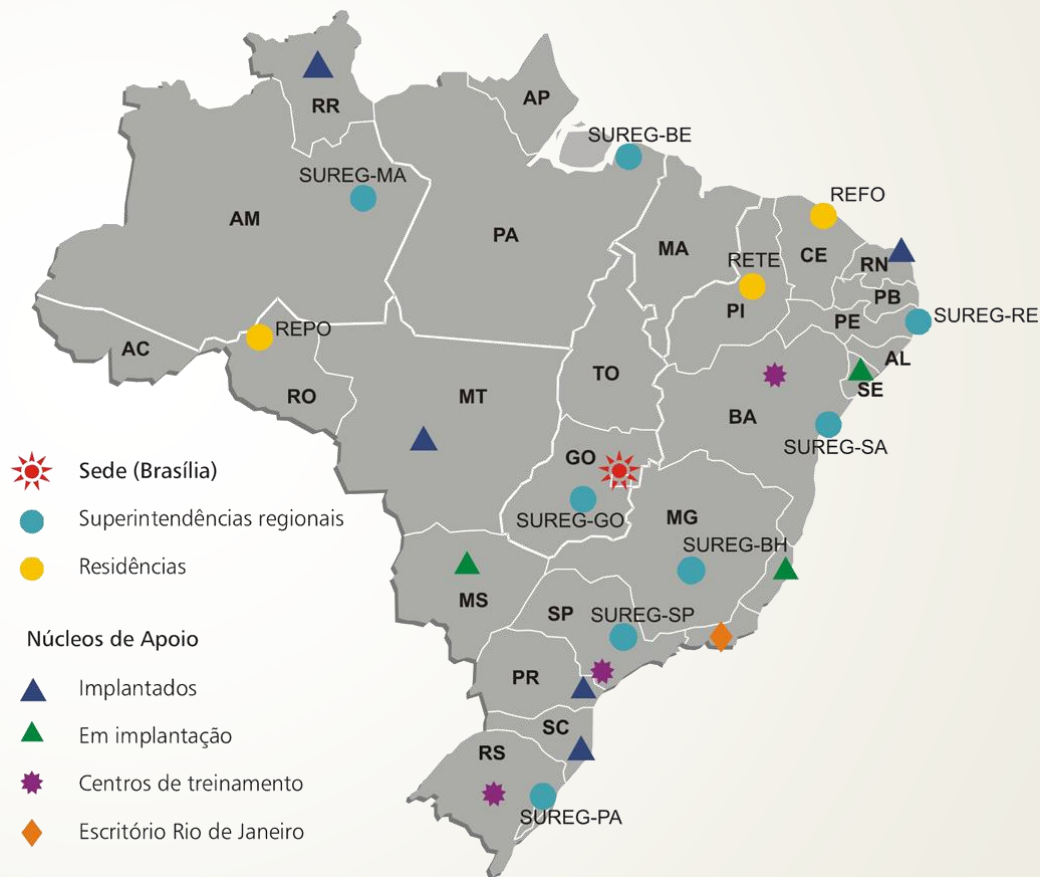 RR
AP
SUREG-BE
SUREG-MA
AM
PA
MA
REFO
CE
RETE
RN
PB
PI
PE
SUREG-RE
REPO
AC
AL
TO
SE
RO
MT
BA
SUREG-SA
GO
Sede (Brasília)
Superintendências regionais
SUREG-GO
MG
SUREG-BH
Residências
MS
SP
SUREG-SP
Núcleos de Apoio
PR
Implantados
SC
Em implantação
RS
Centros de treinamento
SUREG-PA
Escritório Rio de Janeiro